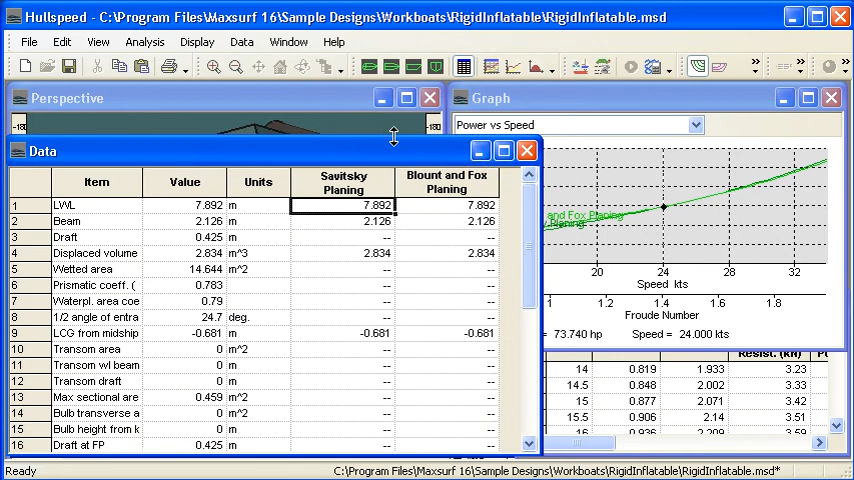 Hullspeed - C:\Program Files\Maxsurf 16\Sample Designs\Workboats\RigidInflatable.msd
File Edit View Analysis Display Data Window Help
Perspective
-180
-180
Graph
Power vs Speed
Data
Item Value Units Savitsky Planing Blount and Fox Planing
1 LWL 7.892 m 7.892 7.892
2 Beam 2.126 m 2.126 2.126
3 Draft 0.425 m -- --
4 Displaced volume 2.834 m^3 2.834 2.834
5 Wetted area 14.644 m^2 -- --
6 Prismatic coeff. ( 0.783 -- --
7 Waterpl. area coe 0.79 -- --
8 1/2 angle of entra 24.7 deg. -- --
9 LCG from midship -0.681 m -0.681 -0.681
10 Transom area 0 m^2 -- --
11 Transom wl beam 0 m -- --
12 Transom draft 0 m -- --
13 Max sectional are 0.459 m^2 -- --
14 Bulb transverse a 0 m^2 -- --
15 Bulb height from k 0 m -- --
16 Draft at FP 0.425 m -- --
and Fox Planing
Planing
20 24 28 32
Speed kts
1 1.2 1.4 1.6
Froude Number
= 73.740 hp Speed = 24.000 kts
Resist. (kN)
14 0.819 1.933 3.23
14.5 0.848 2.002 3.33
15 0.877 2.071 3.42
15.5 0.906 2.14 3.51
16 0.936 2.209 3.59
Ready C:\Program Files\Maxsurf 16\Sample Designs\Workboats\RigidInflatable\RigidInflatable.msd*